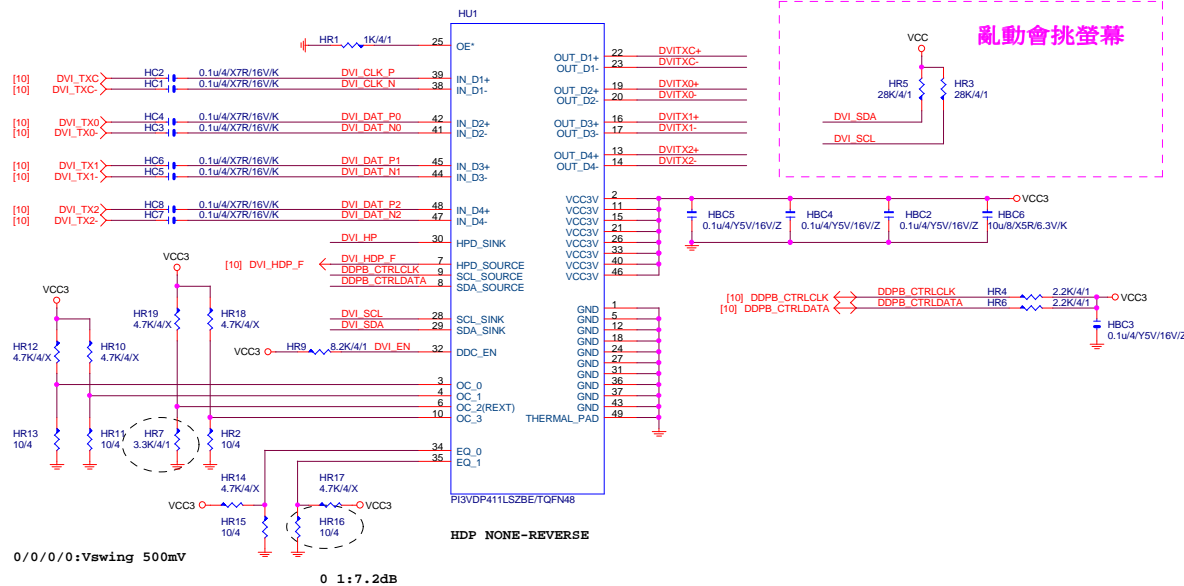 HU1
亂動會挑螢幕
VCC
HR5
28K/4/1
HR3
28K/4/1
DVI_SDA
DVI_SCL
HR1
1K/4/1
25
OE*
[10] DVI_TXC
HC2
0.1u/4/X7R/16V/K
DVI_CLK_P
39
IN_D1+
[10] DVI_TXC-
HC1
0.1u/4/X7R/16V/K
DVI_CLK_N
38
IN_D1-
[10] DVI_TX0
HC4
0.1u/4/X7R/16V/K
DVI_DAT_P0
42
IN_D2+
[10] DVI_TX0-
HC3
0.1u/4/X7R/16V/K
DVI_DAT_N0
41
IN_D2-
[10] DVI_TX1
HC6
0.1u/4/X7R/16V/K
DVI_DAT_P1
45
IN_D3+
[10] DVI_TX1-
HC5
0.1u/4/X7R/16V/K
DVI_DAT_N1
44
IN_D3-
[10] DVI_TX2
HC8
0.1u/4/X7R/16V/K
DVI_DAT_P2
48
IN_D4+
[10] DVI_TX2-
HC7
0.1u/4/X7R/16V/K
DVI_DAT_N2
47
IN_D4-
DVI_HP
30
HPD_SINK
[10] DVI_HDP_F
DVI_HDP_F
7
HPD_SOURCE
DDPB_CTRLCLK
9
SCL_SOURCE
DDPB_CTRLDATA
8
SDA_SOURCE
DVI_SCL
28
SCL_SINK
DVI_SDA
29
SDA_SINK
VCC3
HR9
8.2K/4/1
DVI_EN
32
DDC_EN
3
OC_0
4
OC_1
6
OC_2(REXT)
10
OC_3
34
EQ_0
35
EQ_1
OUT_D1+
22
DVITXC+
OUT_D1-
23
DVITXC-
OUT_D2+
19
DVITX0+
OUT_D2-
20
DVITX0-
OUT_D3+
16
DVITX1+
OUT_D3-
17
DVITX1-
OUT_D4+
13
DVITX2+
OUT_D4-
14
DVITX2-
VCC3V
2
VCC3V
11
VCC3V
15
VCC3V
21
VCC3V
26
VCC3V
33
VCC3V
40
VCC3V
46
VCC3
HBC5
0.1u/4/Y5V/16V/Z
HBC4
0.1u/4/Y5V/16V/Z
HBC2
0.1u/4/Y5V/16V/Z
HBC6
10u/8/X5R/6.3V/K
GND
1
GND
5
GND
12
GND
18
GND
24
GND
27
GND
31
GND
36
GND
37
GND
43
THERMAL_PAD
49
[10] DDPB_CTRLCLK
DDPB_CTRLCLK
HR4
2.2K/4/1
VCC3
[10] DDPB_CTRLDATA
DDPB_CTRLDATA
HR6
2.2K/4/1
HBC3
0.1u/4/Y5V/16V/Z
VCC3
HR19
4.7K/4/X
HR18
4.7K/4/X
VCC3
HR12
4.7K/4/X
HR10
4.7K/4/X
HR13
10/4
HR11
10/4
HR7
3.3K/4/1
HR2
10/4
HR14
4.7K/4/X
VCC3
HR15
10/4
HR17
4.7K/4/X
VCC3
HR16
10/4
PI3VDP411LSZBE/TQFN48
HDP NONE-REVERSE
0/0/0/0:Vswing 500mV
0 1:7.2dB